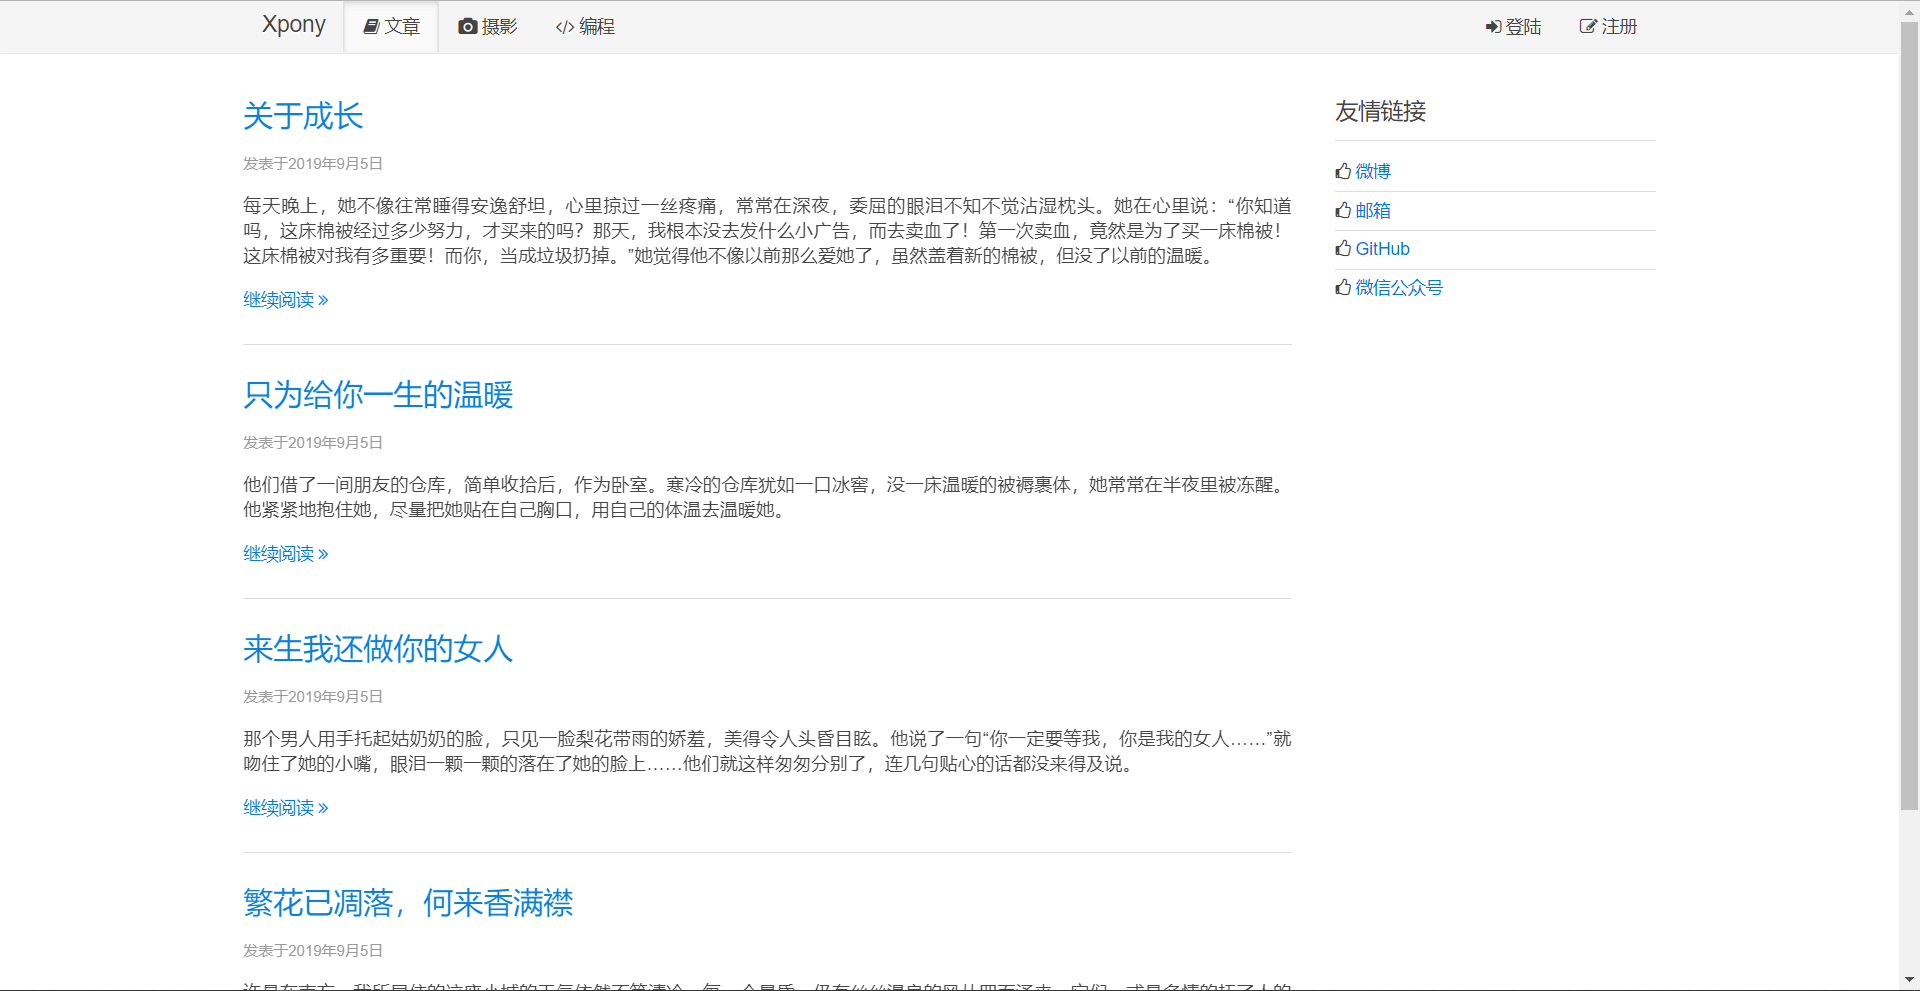 Xpony 文章 摄影 编程 登陆 注册
关于成长
发表于2019年9月5日
每天晚上，她不像往常睡得安逸舒坦，心里掠过一丝疼痛，常常在深夜，委屈的眼泪不知不觉沾湿枕头。她在心里说：“你知道
吗，这床棉被经过多少努力，才买来的吗？那天，我根本没去发什么小广告，而去卖血了！第一次卖血，竟然是为了买一床棉被！
这床棉被对我有多重要！而你，当成垃圾扔掉。”她觉得他不像以前那么爱她了，虽然盖着新的棉被，但没了以前的温暖。
继续阅读 »
只为给你一生的温暖
发表于2019年9月5日
他们借了一间朋友的仓库，简单收拾后，作为卧室。寒冷的仓库犹如一口冰窖，没一床温暖的被褥裹体，她常常在半夜里被冻醒。
他紧紧地抱住她，尽量把她贴在自己胸口，用自己的体温去温暖她。
继续阅读 »
来生我还做你的女人
发表于2019年9月5日
那个男人用手托起姑奶奶的脸，只见一脸梨花带雨的娇羞，美得令人头昏目眩。他说了一句“你一定要等我，你是我的女人……”就
吻住了她的小嘴，眼泪一颗一颗的落在了她的脸上……他们就这样匆匆分别了，连几句贴心的话都没来得及说。
继续阅读 »
繁花已凋落，何来香满襟
发表于2019年9月5日
友情链接
微博
邮箱
GitHub
微信公众号